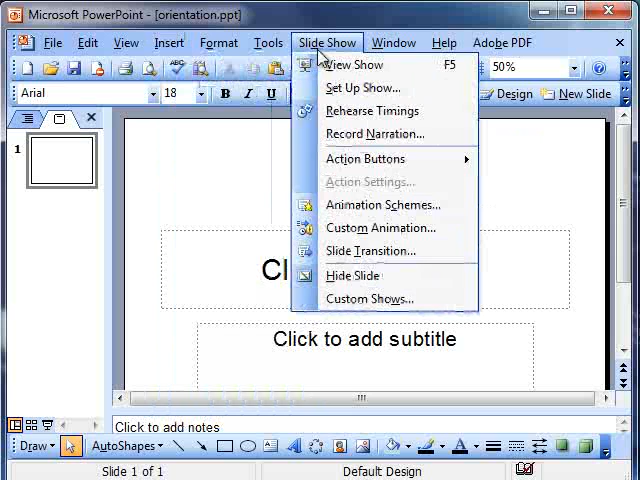 Microsoft PowerPoint - [orientation.ppt]
File Edit View Insert Format Tools Slide Show Window Help Adobe PDF
50%
Arial 18 B I U Design New Slide
View Show F5
Set Up Show...
Rehearse Timings
Record Narration...
Action Buttons
Action Settings...
Animation Schemes...
Custom Animation...
Slide Transition...
Hide Slide
Custom Shows...
1
Cl
Click to add subtitle
Click to add notes
Draw AutoShapes
Slide 1 of 1 Default Design